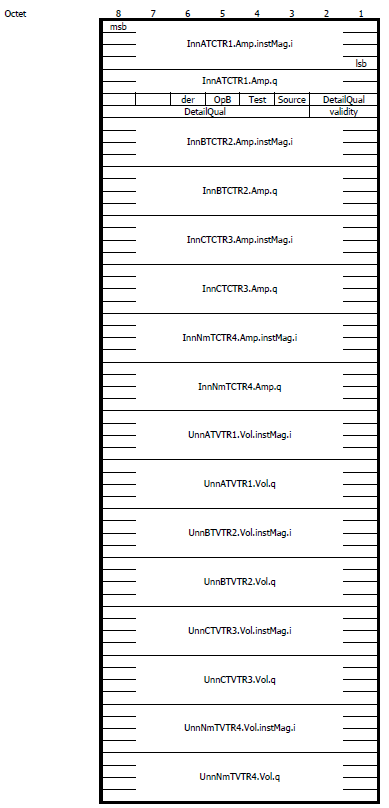 Octet 8 7 6 5 4 3 2 1
msb
InnATCTR1.Amp.instMag.i
lsb
InnATCTR1.Amp.q
der OpB Test Source DetailQual
DetailQual validity
InnBTCTR2.Amp.instMag.i
InnBTCTR2.Amp.q
InnCTCTR3.Amp.instMag.i
InnCTCTR3.Amp.q
InnNmTCTR4.Amp.instMag.i
InnNmTCTR4.Amp.q
UnnATVTR1.Vol.instMag.i
UnnATVTR1.Vol.q
UnnBTVTR2.Vol.instMag.i
UnnBTVTR2.Vol.q
UnnCTVTR3.Vol.instMag.i
UnnCTVTR3.Vol.q
UnnNmTVTR4.Vol.instMag.i
UnnNmTVTR4.Vol.q